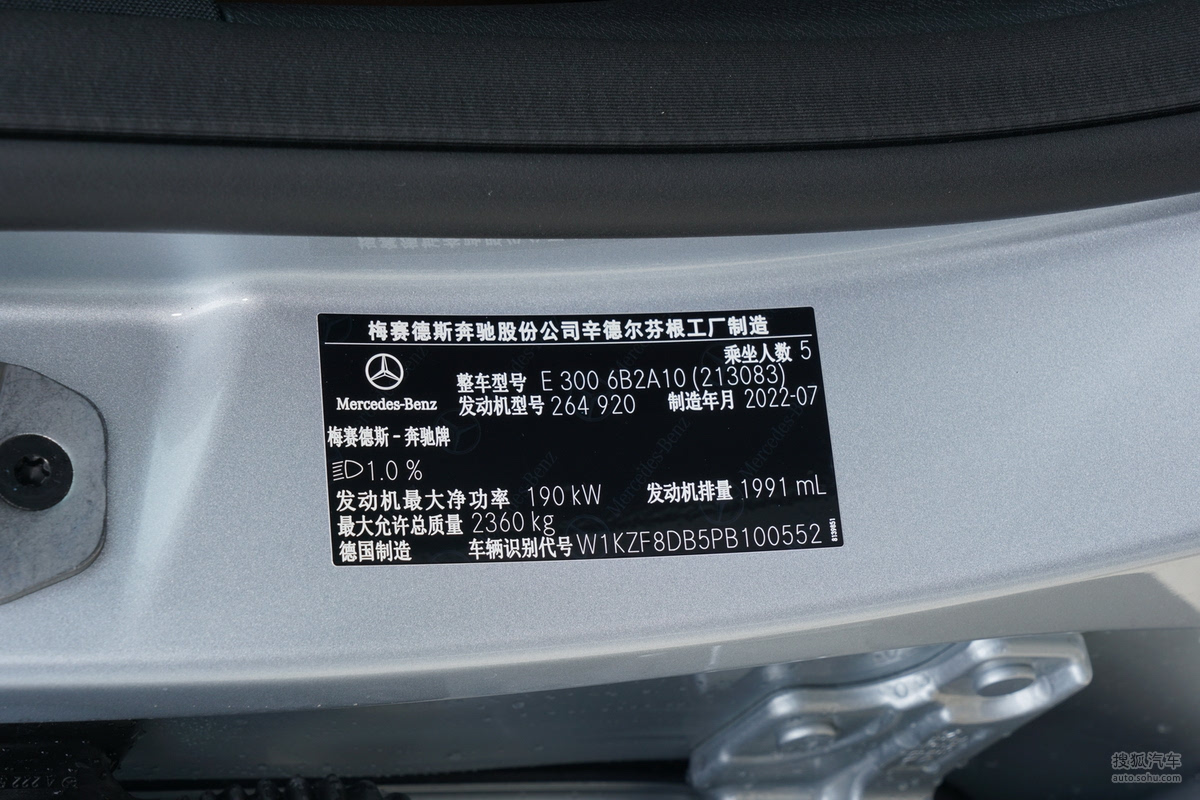 梅赛德斯奔驰股份公司辛德尔芬根工厂制造
乘坐人数 5
Mercedes-Benz
整车型号 E 300 6B2A10 (213083)
发动机型号 264 920 制造年月 2022-07
梅赛德斯-奔驰牌
1.0 %
发动机最大净功率 190 kW 发动机排量 1991 mL
最大允许总质量 2360 kg
德国制造 车辆识别代号 W1KZF8DB5PB100552
搜狐汽车
auto.sohu.com